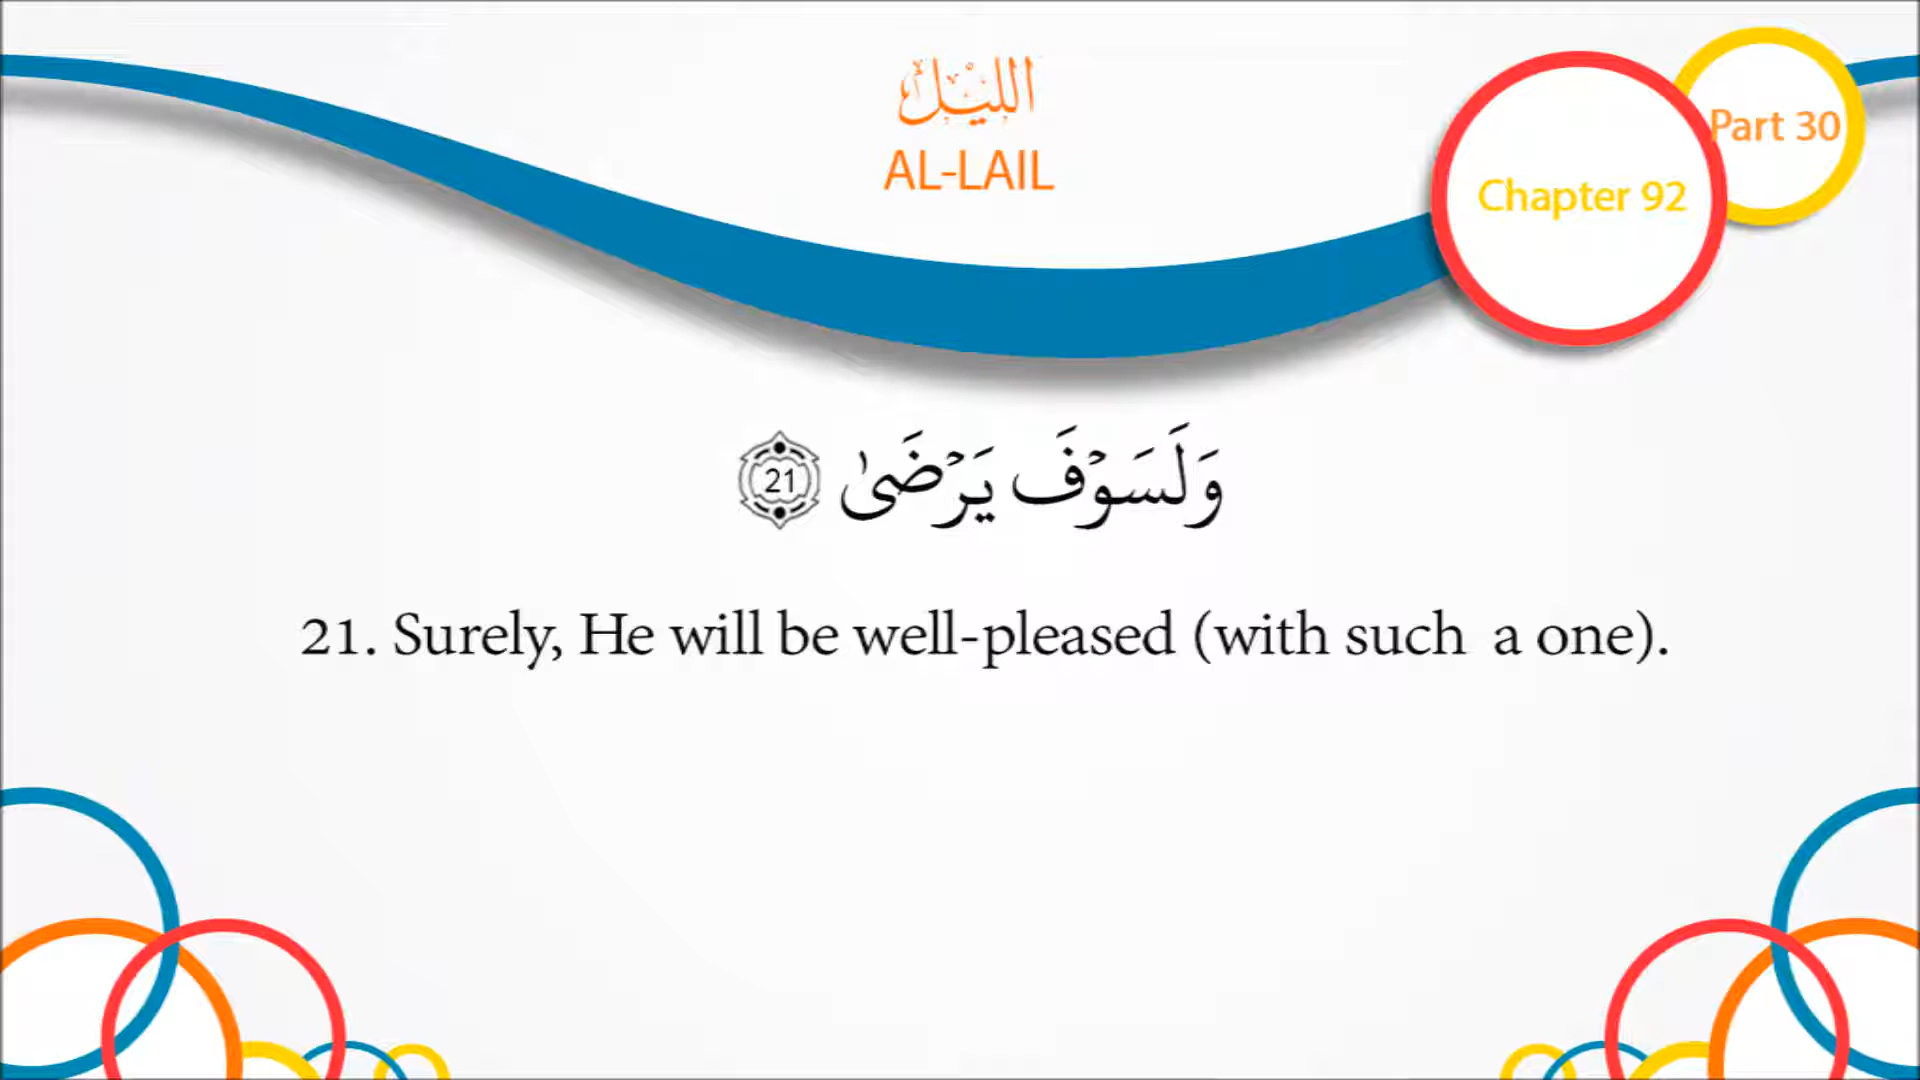 الليل
AL-LAIL
Part 30
Chapter 92
وَلَسَوۡفَ يَرۡضَىٰ 21
21. Surely, He will be well-pleased (with such a one).